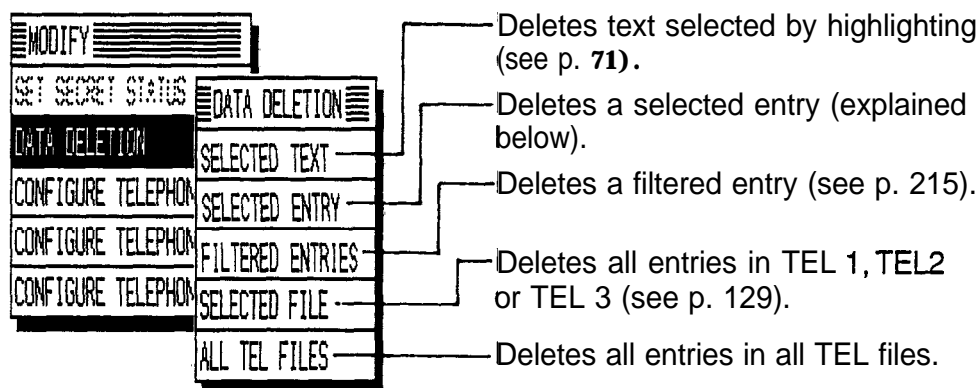 MODIFY
SET SECRET STATUS
DATA DELETION
CONFIGURE TELEPHON
CONFIGURE TELEPHON
CONFIGURE TELEPHON
DATA DELETION
SELECTED TEXT
SELECTED ENTRY
FILTERED ENTRIES
SELECTED FILE
ALL TEL FILES
Deletes text selected by highlighting
(see p. 71).
Deletes a selected entry (explained
below).
Deletes a filtered entry (see p. 215).
Deletes all entries in TEL 1, TEL2
or TEL 3 (see p. 129).
Deletes all entries in all TEL files.